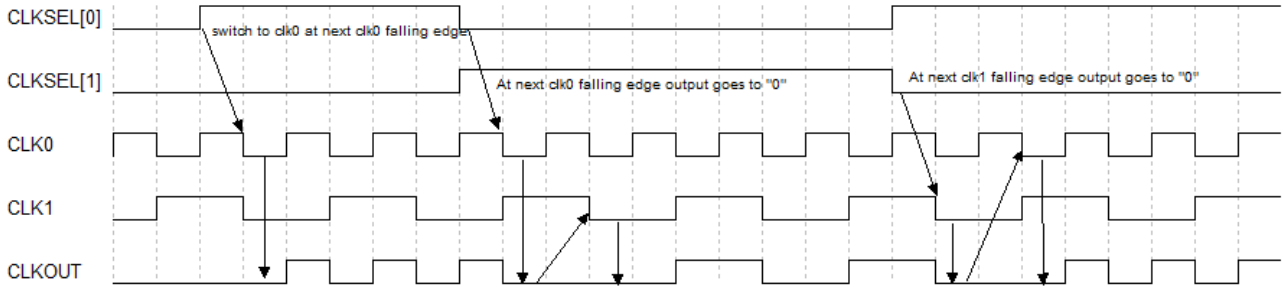 CLKSEL[0]
switch to clk0 at next clk0 falling edge
CLKSEL[1]
At next clk0 falling edge output goes to "0"
At next clk1 falling edge output goes to "0"
CLK0
CLK1
CLKOUT